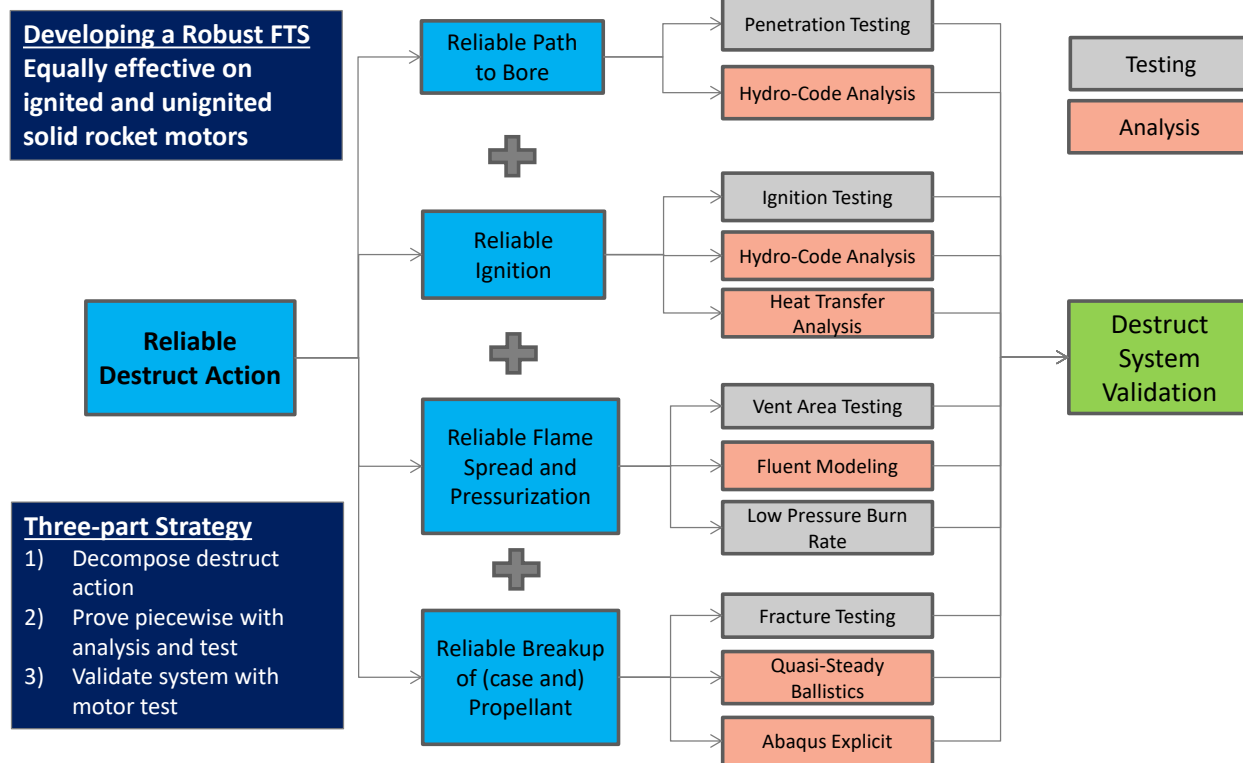 Developing a Robust FTS
Equally effective on
ignited and unignited
solid rocket motors
Reliable
Destruct Action
Three-part Strategy
1) Decompose destruct
action
2) Prove piecewise with
analysis and test
3) Validate system with
motor test
Reliable Path
to Bore
Reliable
Ignition
Reliable Flame
Spread and
Pressurization
Reliable Breakup
of (case and)
Propellant
Penetration Testing
Hydro-Code Analysis
Ignition Testing
Hydro-Code Analysis
Heat Transfer
Analysis
Vent Area Testing
Fluent Modeling
Low Pressure Burn
Rate
Fracture Testing
Quasi-Steady
Ballistics
Abaqus Explicit
Testing
Analysis
Destruct
System
Validation